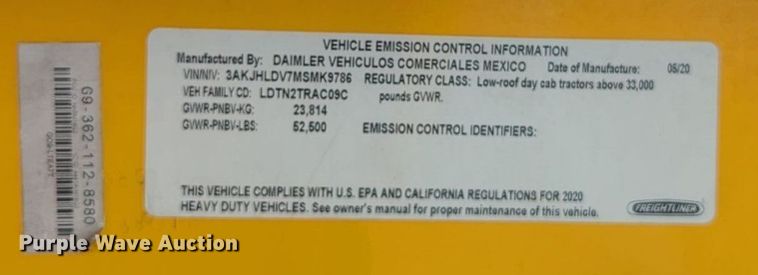 G9-362-112-8580
VEHICLE EMISSION CONTROL INFORMATION
Manufactured By: DAIMLER VEHICULOS COMERCIALES MEXICO Date of Manufacture: 08/20
VIN/NIV: 3AKJHLDV7MSMK9786 REGULATORY CLASS: Low-roof day cab tractors above 33,000
VEH FAMILY CD: LDTN2TRAC09C pounds GVWR.
GVWR-PNBV-KG: 23,814
GVWR-PNBV-LBS: 52,500 EMISSION CONTROL IDENTIFIERS:
THIS VEHICLE COMPLIES WITH U.S. EPA AND CALIFORNIA REGULATIONS FOR 2020
HEAVY DUTY VEHICLES. See owner's manual for proper maintenance of this vehicle.
FREIGHTLINER
Purple Wave Auction